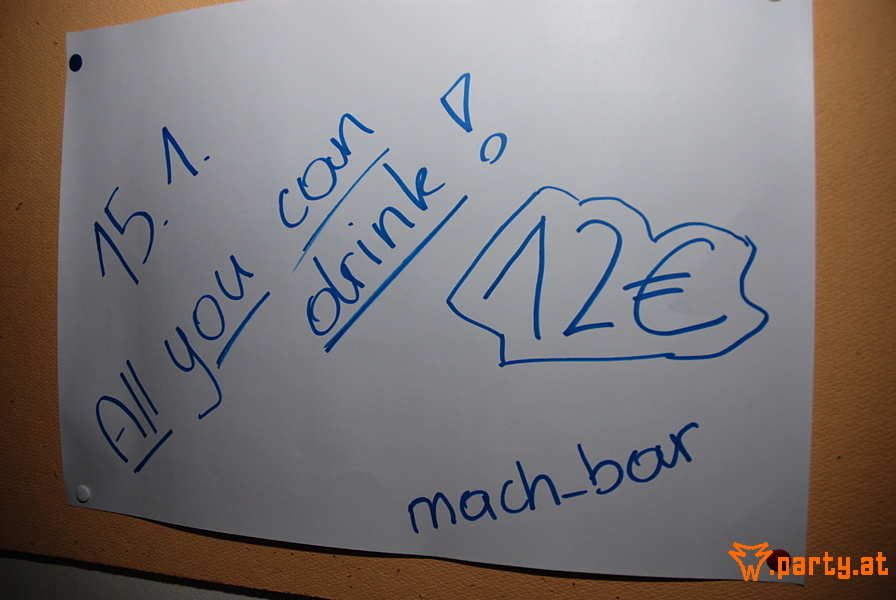 15.1.
All you can
drink!
12€
mach_bar
w.party.at